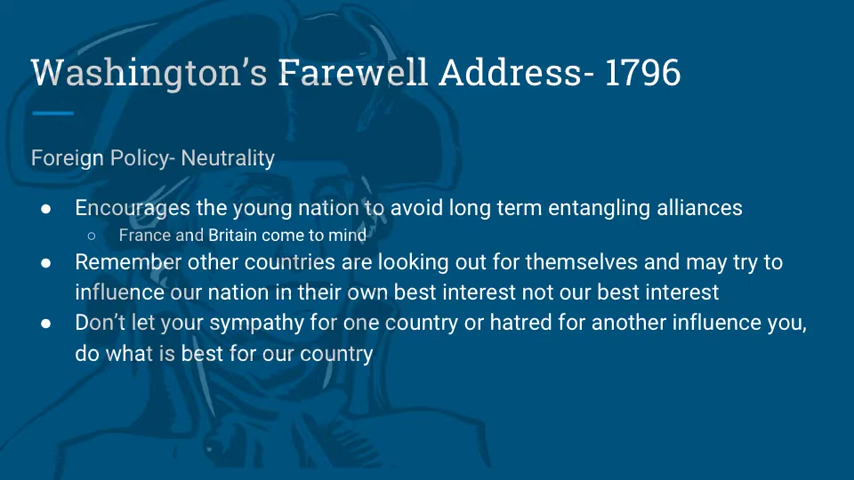 Washington’s Farewell Address- 1796
Foreign Policy- Neutrality
● Encourages the young nation to avoid long term entangling alliances
○ France and Britain come to mind
● Remember other countries are looking out for themselves and may try to
influence our nation in their own best interest not our best interest
● Don’t let your sympathy for one country or hatred for another influence you,
do what is best for our country